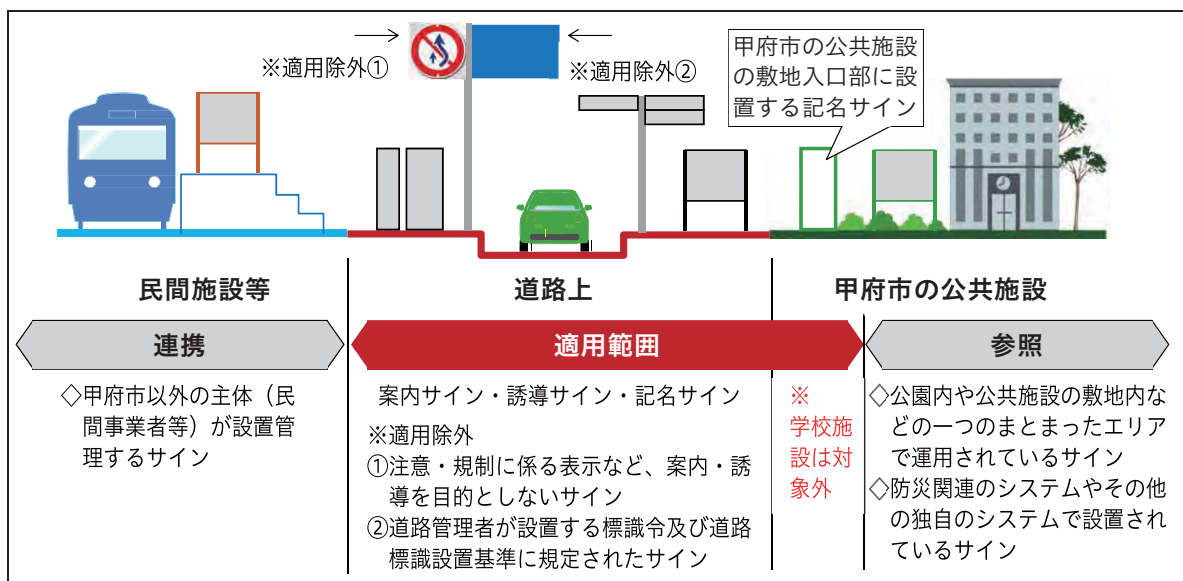 ※適用除外①
※適用除外②
甲府市の公共施設
の敷地入口部に設
置する記名サイン
民間施設等
道路上
甲府市の公共施設
連携
適用範囲
参照
◇甲府市以外の主体（民
間事業者等）が設置管
理するサイン
案内サイン・誘導サイン・記名サイン
※適用除外
①注意・規制に係る表示など、案内・誘
導を目的としないサイン
②道路管理者が設置する標識令及び道路
標識設置基準に規定されたサイン
※
学校施
設は対
象外
◇公園内や公共施設の敷地内な
どの一つのまとまったエリア
で運用されているサイン
◇防災関連のシステムやその他
の独自のシステムで設置され
ているサイン